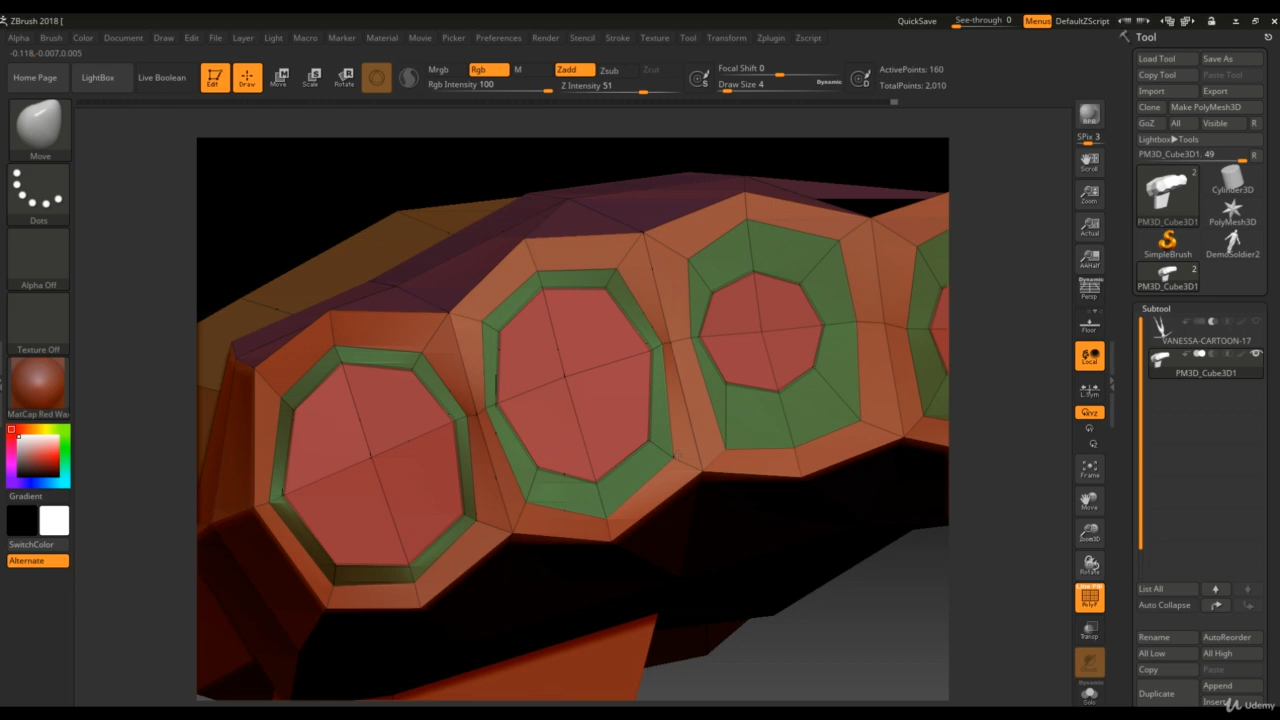 ZBrush 2018 [
QuickSave
See-through 0
Menus
DefaultZScript
Alpha Brush Color Document Draw Edit File Layer Light Macro Marker Material Movie Picker Preferences Render Stencil Stroke Texture Tool Transform Zplugin Zscript
-0.118,-0.007,0.005
Home Page
LightBox
Live Boolean
Edit
Draw
Move
Scale
Rotate
Mrgb Rgb M
Rgb Intensity 100
Zadd Zsub Zcut
Z Intensity 51
Focal Shift 0
Draw Size 4
Dynamic
ActivePoints: 160
TotalPoints: 2,010
Move
Dots
Alpha Off
Texture Off
MatCap Red Wa
Gradient
SwitchColor
Alternate
BPR
SPix 3
Scroll
Zoom
Actual
AAHalf
Dynamic
Persp
Floor
Local
L.Sym
Frame
Move
Zoom3D
Rotate
Line Fill
PolyF
Transp
Dynamic
Solo
Tool
Load Tool Save As
Copy Tool Paste Tool
Import Export
Clone Make PolyMesh3D
GoZ All Visible R
Lightbox▶Tools
PM3D_Cube3D1. 49 R
2
PM3D_Cube3D1
Cylinder3D
PolyMesh3D
SimpleBrush
DemoSoldier2
2
PM3D_Cube3D1
Subtool
VANESSA-CARTOON-17
PM3D_Cube3D1
List All
Auto Collapse
Rename AutoReorder
All Low All High
Copy Paste
Duplicate
Append
Insert
Udemy